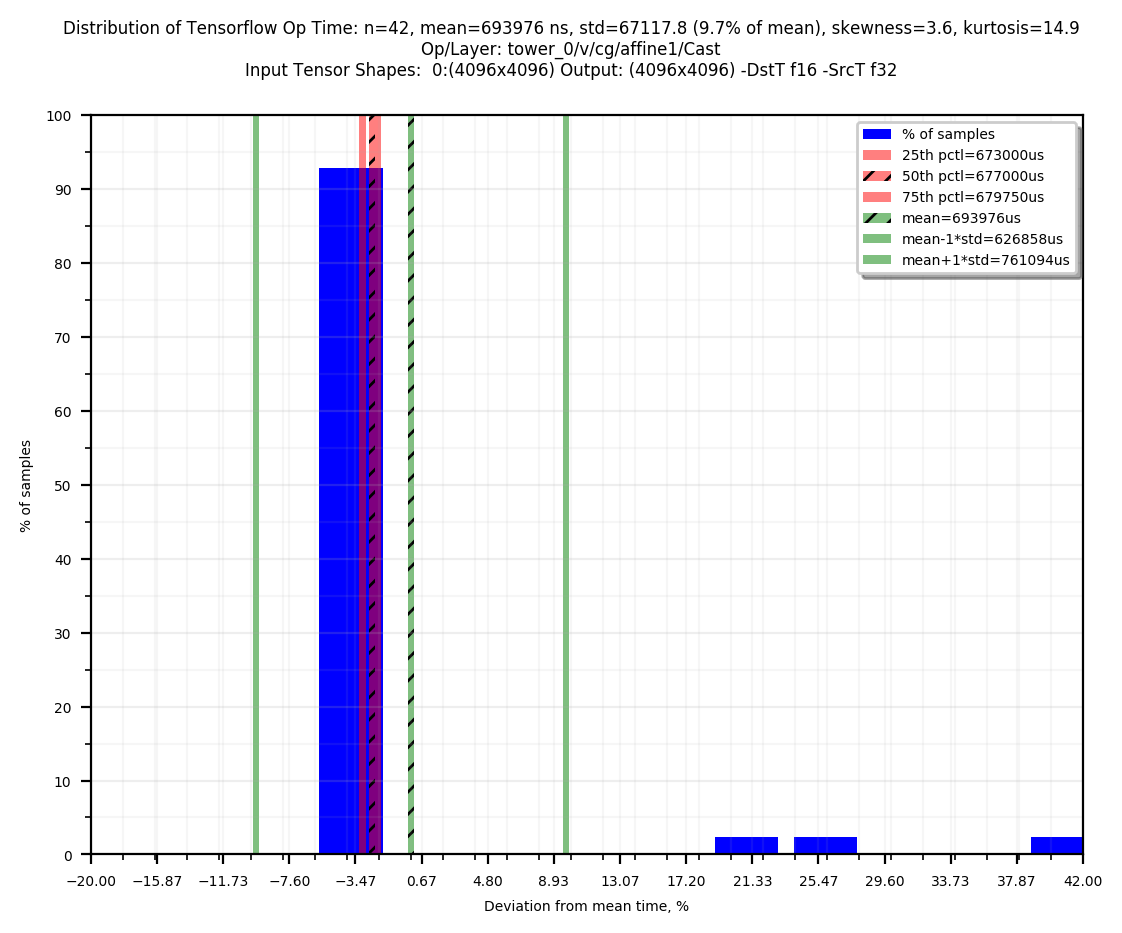 Distribution of Tensorflow Op Time: n=42, mean=693976 ns, std=67117.8 (9.7% of mean), skewness=3.6, kurtosis=14.9
Op/Layer: tower_0/v/cg/affine1/Cast
Input Tensor Shapes:  0:(4096x4096) Output: (4096x4096) -DstT f16 -SrcT f32
100
90
80
70
60
50
40
30
20
10
0
% of samples
% of samples
25th pctl=673000us
50th pctl=677000us
75th pctl=679750us
mean=693976us
mean-1*std=626858us
mean+1*std=761094us
−20.00 −15.87 −11.73 −7.60 −3.47 0.67 4.80 8.93 13.07 17.20 21.33 25.47 29.60 33.73 37.87 42.00
Deviation from mean time, %